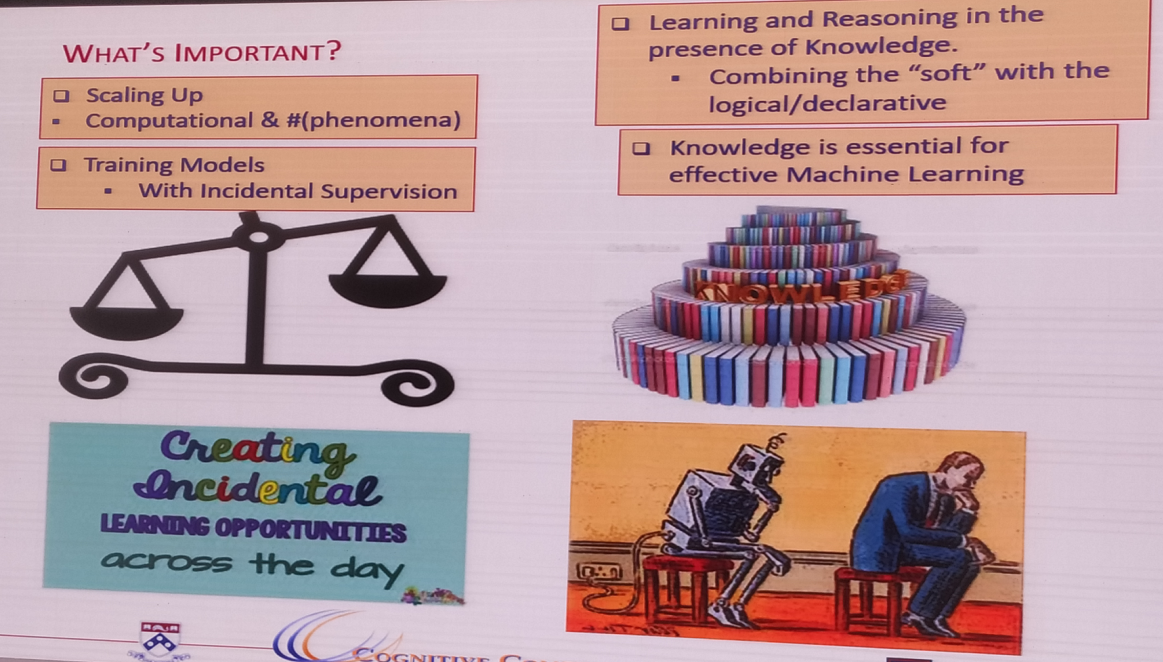 WHAT'S IMPORTANT?
❑ Scaling Up
▪ Computational & #(phenomena)
❑ Training Models
▪ With Incidental Supervision
❑ Learning and Reasoning in the
presence of Knowledge.
▪ Combining the “soft” with the
logical/declarative
❑ Knowledge is essential for
effective Machine Learning
KNOWLEDGE
Creating
Incidental
LEARNING OPPORTUNITIES
across the day
COGNITIVE